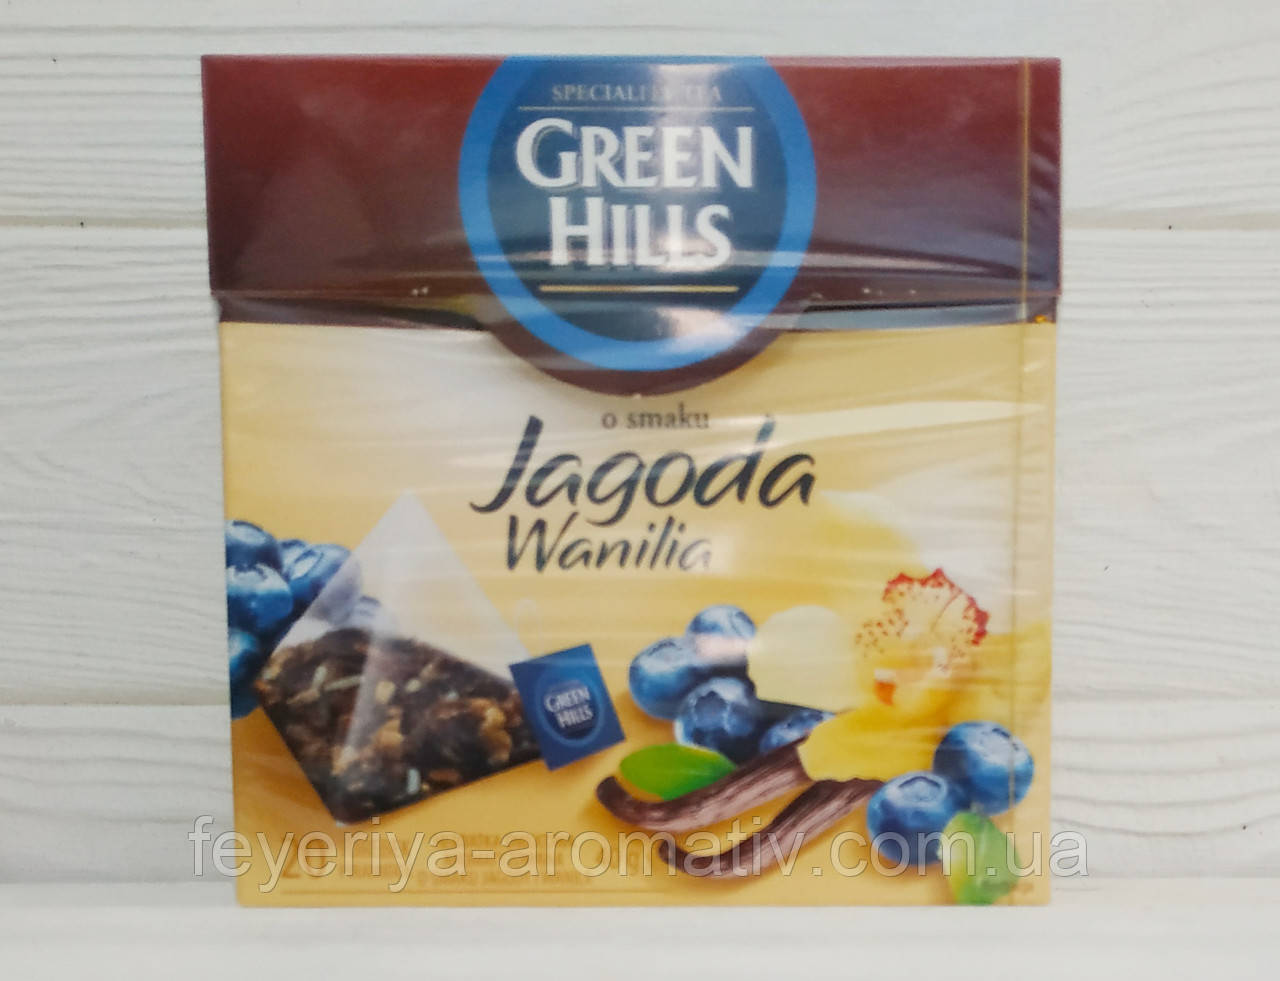 SPECIALITY TEA
GREEN
HILLS
o smaku
Jagoda
Wanilia
GREEN
HILLS
feyeriya-aromativ.com.ua